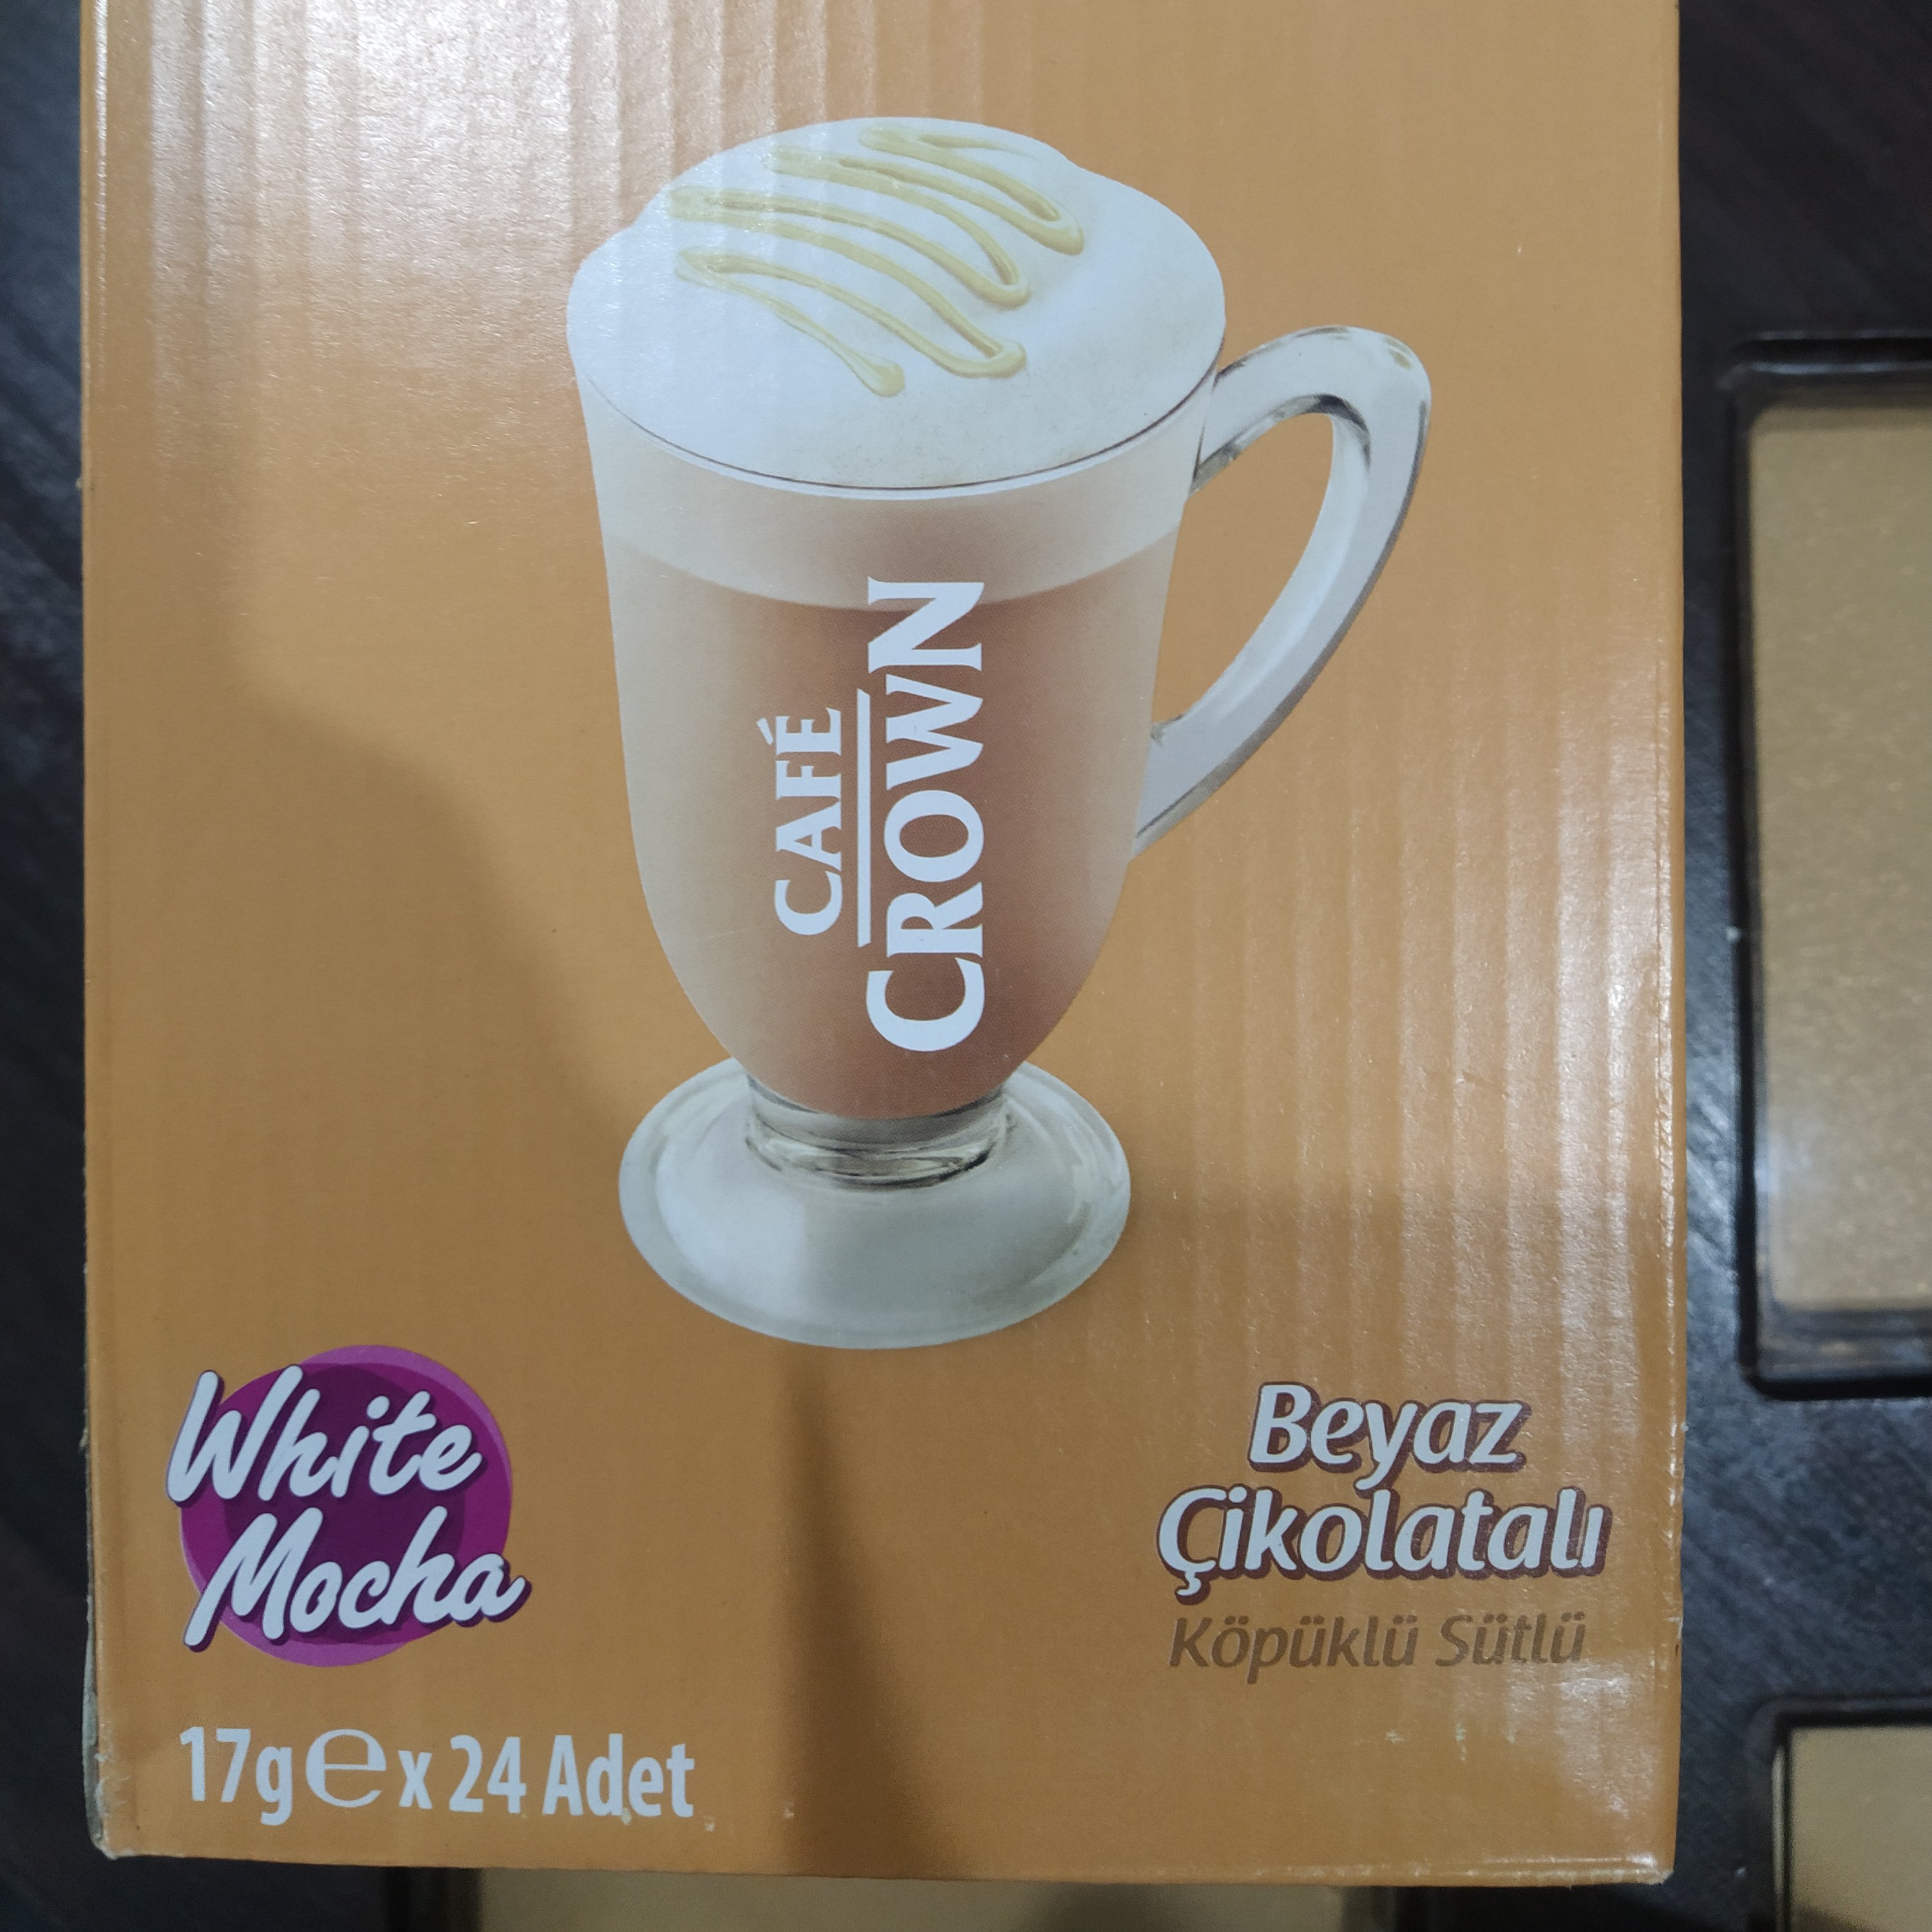 CAFÉ
CROWN
White
Mocha
Beyaz
Çikolatalı
Köpüklü Sütlü
17g ℮ x 24 Adet